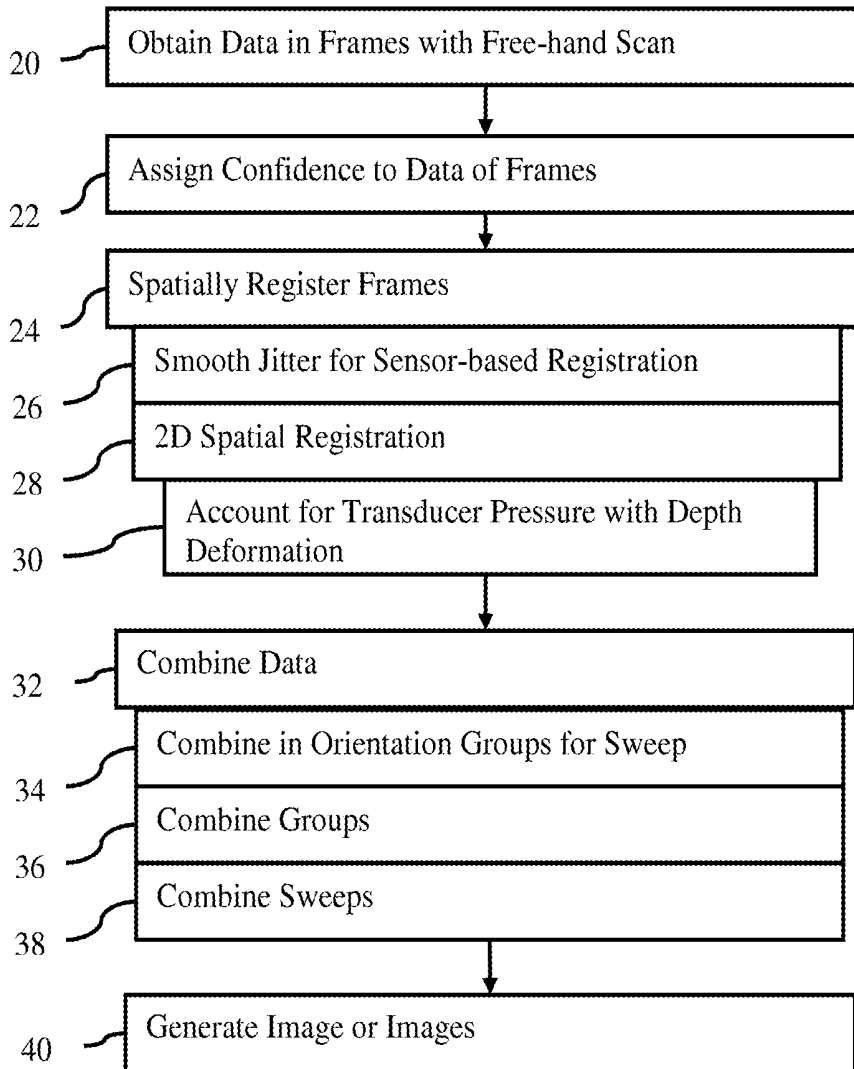 20 Obtain Data in Frames with Free-hand Scan
22 Assign Confidence to Data of Frames
24 Spatially Register Frames
26 Smooth Jitter for Sensor-based Registration
28 2D Spatial Registration
30 Account for Transducer Pressure with Depth
Deformation
32 Combine Data
34 Combine in Orientation Groups for Sweep
36 Combine Groups
38 Combine Sweeps
40 Generate Image or Images